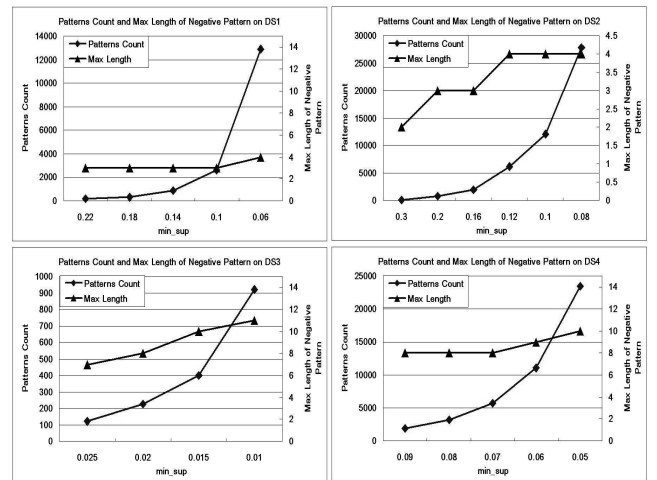 Patterns Count and Max Length of Negative Pattern on DS1
Patterns Count
Max Length
14000
12000
10000
8000
6000
4000
2000
0
Patterns Count
14
12
10
8
6
4
2
0
Max Length of Negative
Pattern
0.22 0.18 0.14 0.1 0.06
min_sup
Patterns Count and Max Length of Negative Pattern on DS2
Patterns Count
Max Length
30000
25000
20000
15000
10000
5000
0
Patterns Count
4.5
4
3.5
3
2.5
2
1.5
1
0.5
0
Max Length of Negative
Pattern
0.3 0.2 0.16 0.12 0.1 0.08
min_sup
Patterns Count and Max Length of Negative Pattern on DS3
Patterns Count
Max Length
1000
900
800
700
600
500
400
300
200
100
0
Patterns Count
14
12
10
8
6
4
2
0
Max Length of Negative
Pattern
0.025 0.02 0.015 0.01
min_sup
Patterns Count and Max Length of Negative Pattern on DS4
Patterns Count
Max Length
25000
20000
15000
10000
5000
0
Patterns Count
14
12
10
8
6
4
2
0
Max Length of Negative
Pattern
0.09 0.08 0.07 0.06 0.05
min_sup